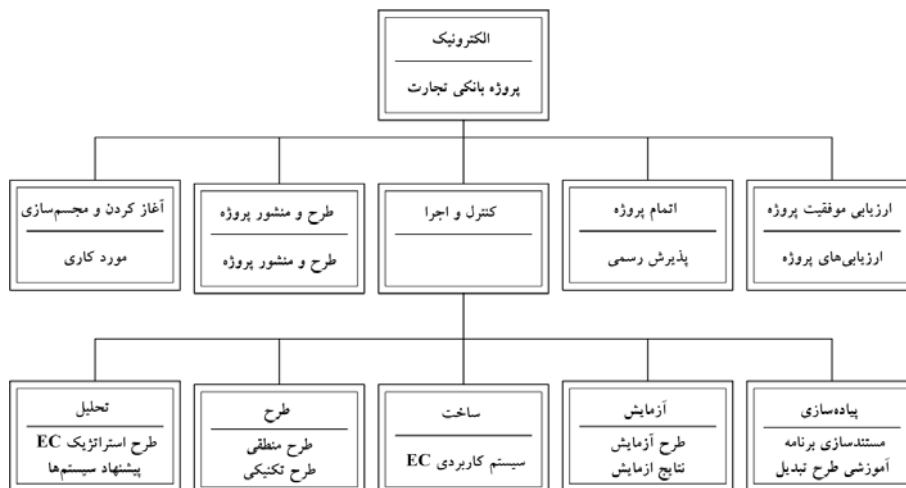 الکترونیک
پروژه بانکی تجارت
آغاز کردن و مجسم‌سازی
مورد کاری
طرح و منشور پروژه
طرح و منشور پروژه
کنترل و اجرا
اتمام پروژه
پذیرش رسمی
ارزیابی موفقیت پروژه
ارزیابی‌های پروژه
تحلیل
طرح استراتژیک EC
پیشنهاد سیستم‌ها
طرح
طرح منطقی
طرح تکنیکی
ساخت
سیستم کاربردی EC
آزمایش
طرح آزمایش
نتایج ازمایش
پیاده‌سازی
مستندسازی برنامه
آموزشی طرح تبدیل